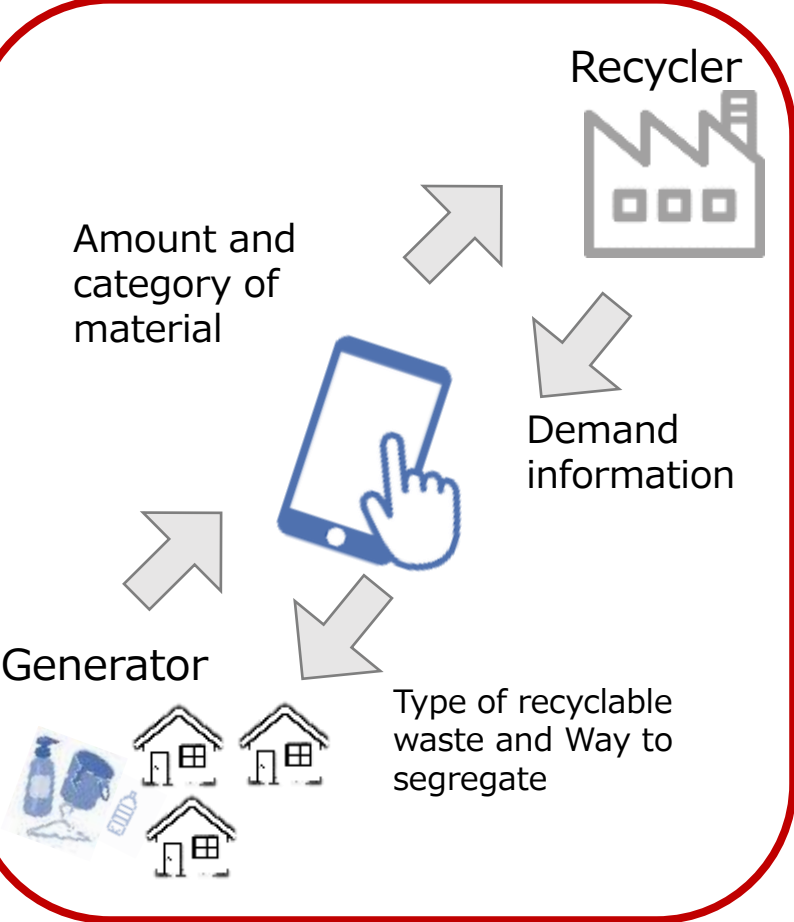 Recycler
Amount and
category of
material
Demand
information
Generator
Type of recyclable
waste and Way to
segregate